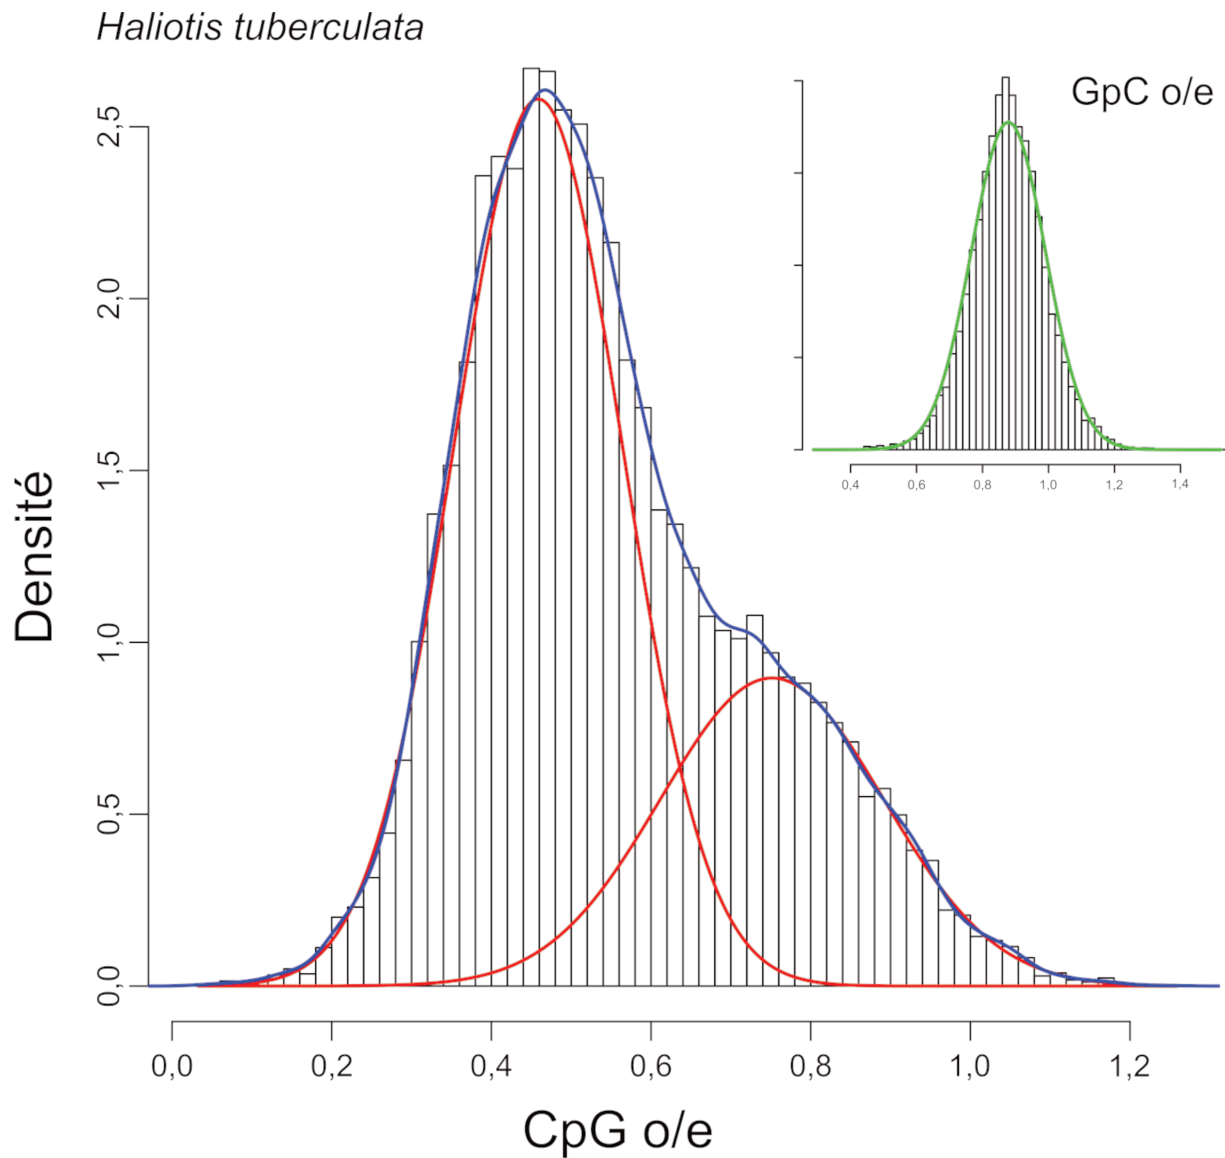 Haliotis tuberculata
GpC o/e
0,4 0,6 0,8 1,0 1,2 1,4
Densité
2,5
2,0
1,5
1,0
0,5
0,0
0,0 0,2 0,4 0,6 0,8 1,0 1,2
CpG o/e